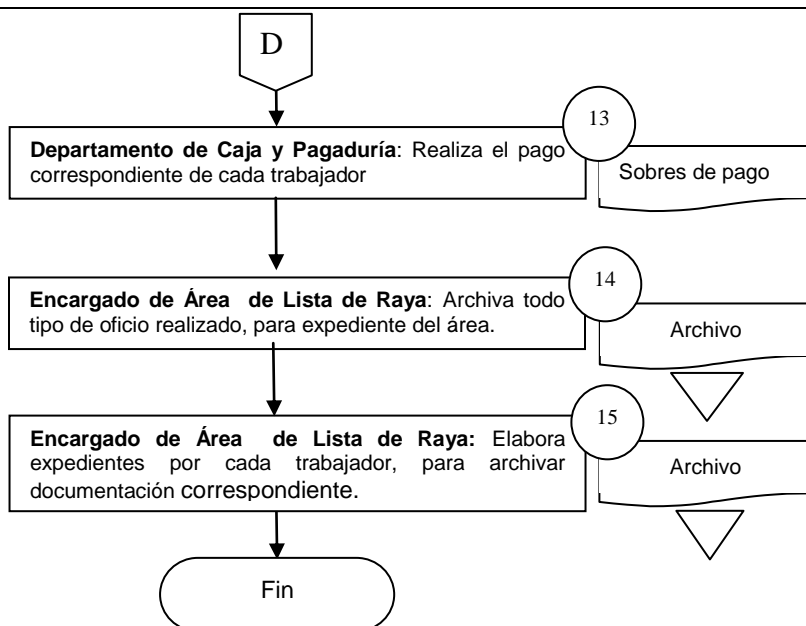 D
13
Departamento de Caja y Pagaduría: Realiza el pago
correspondiente de cada trabajador
Sobres de pago
14
Encargado de Área de Lista de Raya: Archiva todo
tipo de oficio realizado, para expediente del área.
Archivo
15
Encargado de Área de Lista de Raya: Elabora
expedientes por cada trabajador, para archivar
documentación correspondiente.
Archivo
Fin